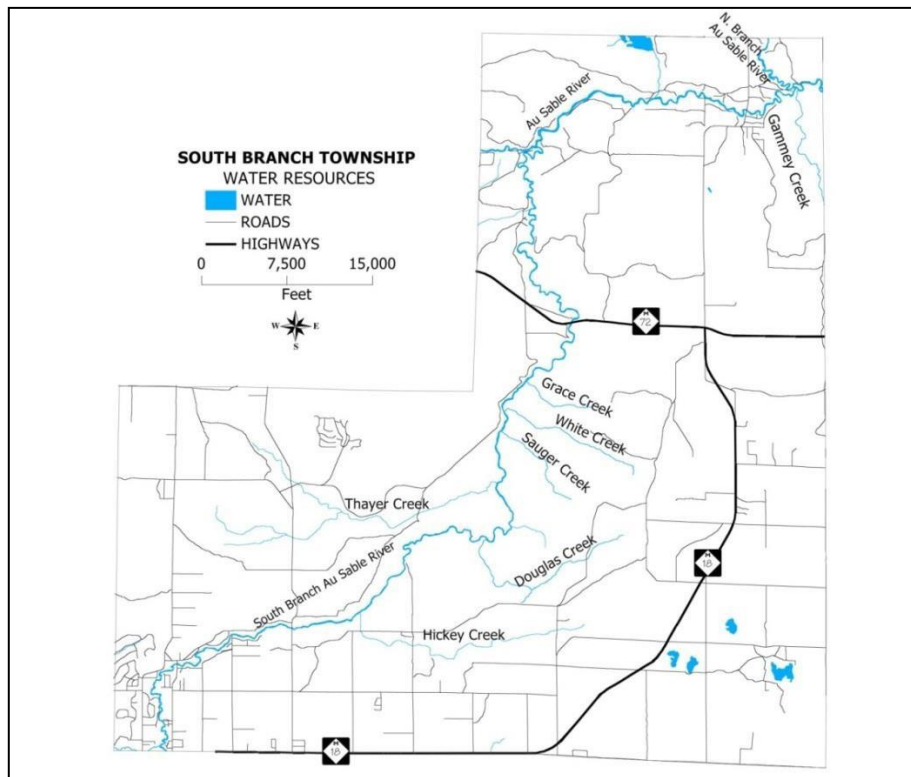 N. Branch
Au Sable River
Au Sable River
Gammey Creek
SOUTH BRANCH TOWNSHIP
WATER RESOURCES
WATER
ROADS
HIGHWAYS
0 7,500 15,000
Feet
N
W E
S
M
72
Grace Creek
White Creek
Sauger Creek
Thayer Creek
South Branch Au Sable River
Douglas Creek
M
18
Hickey Creek
M
18